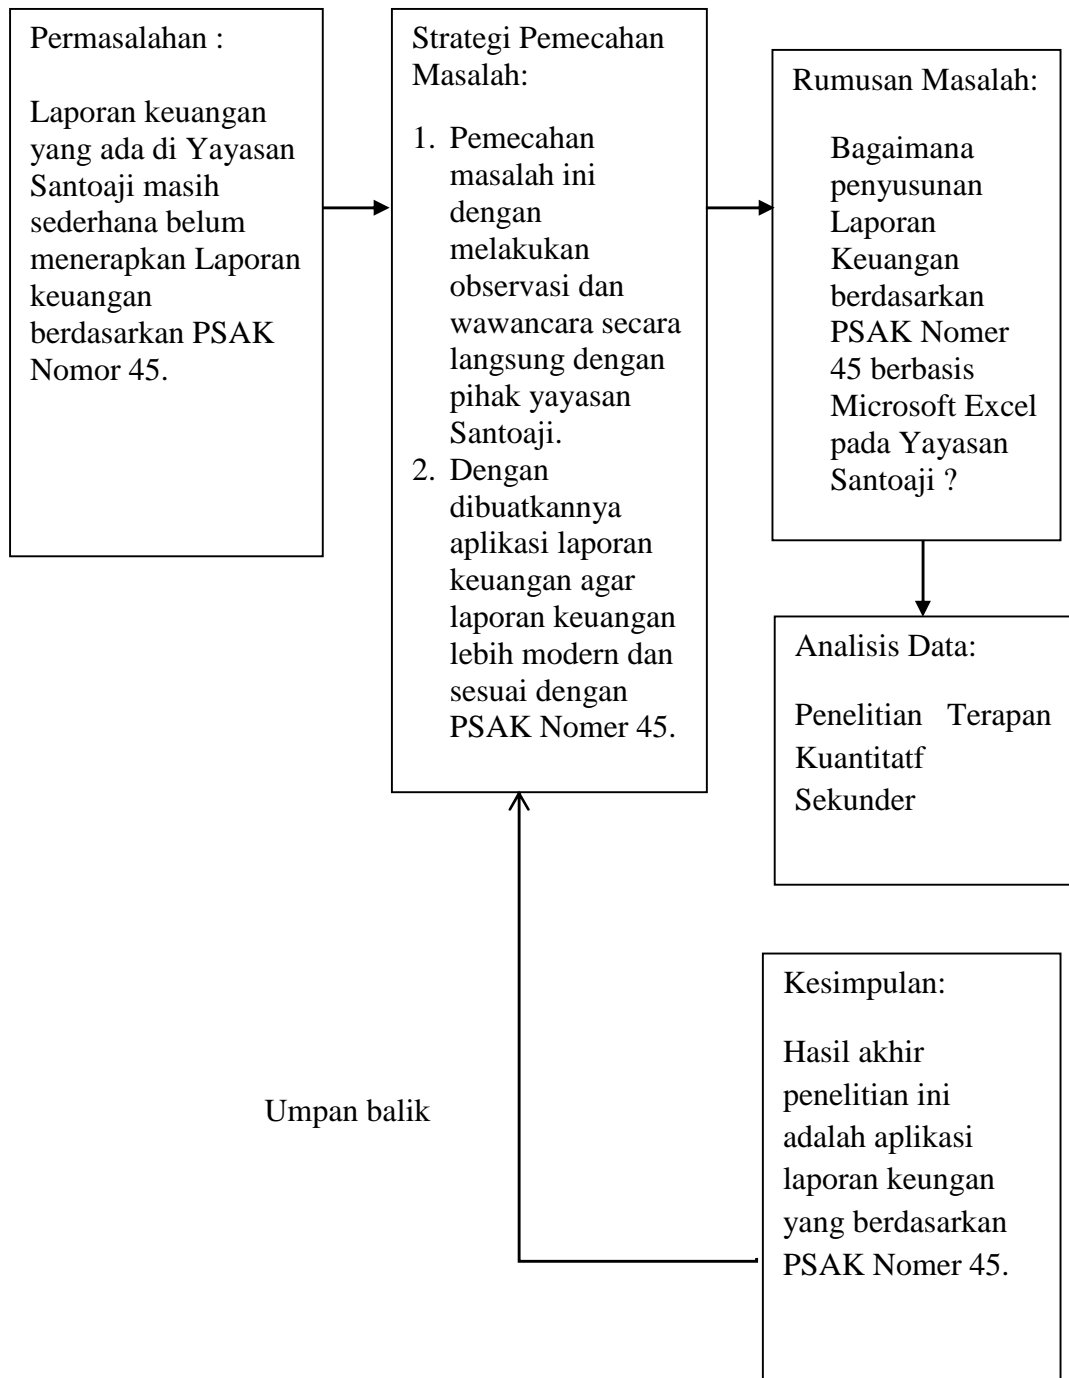 Permasalahan :
Laporan keuangan
yang ada di Yayasan
Santoaji masih
sederhana belum
menerapkan Laporan
keuangan
berdasarkan PSAK
Nomor 45.
Strategi Pemecahan
Masalah:
1. Pemecahan
masalah ini
dengan
melakukan
observasi dan
wawancara secara
langsung dengan
pihak yayasan
Santoaji.
2. Dengan
dibuatkannya
aplikasi laporan
keuangan agar
laporan keuangan
lebih modern dan
sesuai dengan
PSAK Nomer 45.
Rumusan Masalah:
Bagaimana
penyusunan
Laporan
Keuangan
berdasarkan
PSAK Nomer
45 berbasis
Microsoft Excel
pada Yayasan
Santoaji ?
Analisis Data:
Penelitian Terapan
Kuantitatf
Sekunder
Kesimpulan:
Hasil akhir
penelitian ini
adalah aplikasi
laporan keungan
yang berdasarkan
PSAK Nomer 45.
Umpan balik